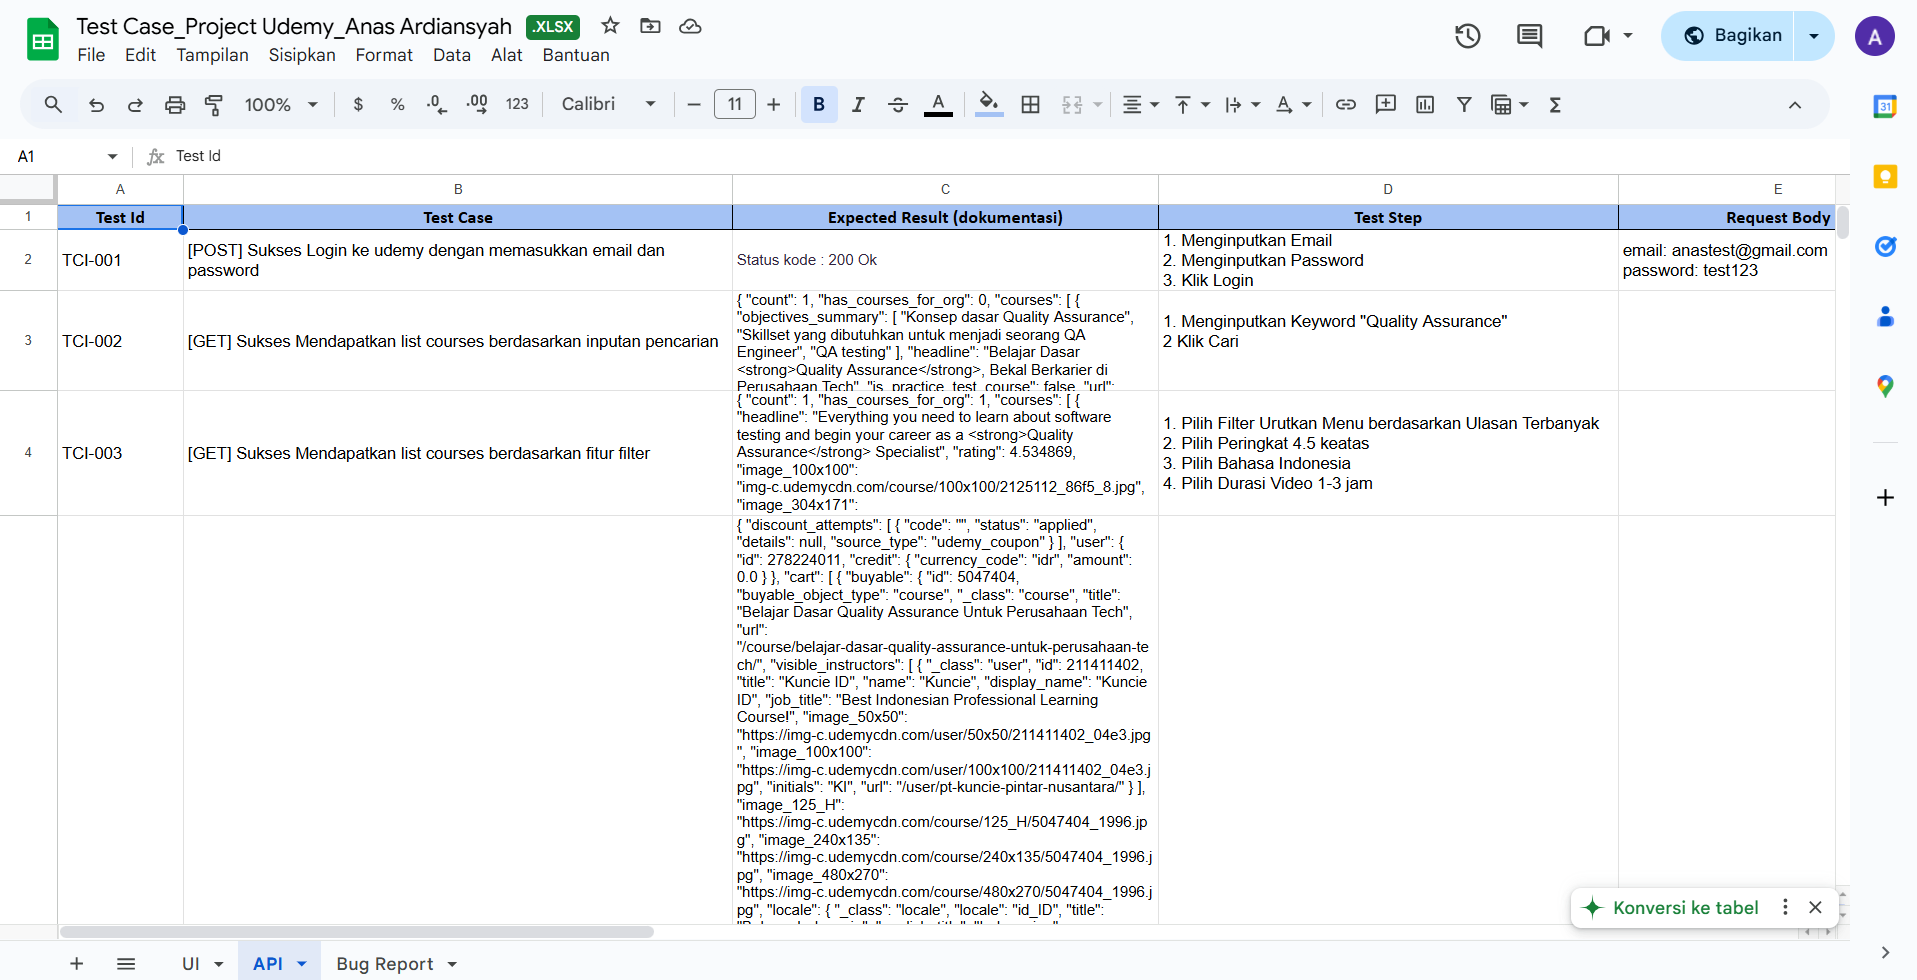 Test Case_Project Udemy_Anas Ardiansyah .XLSX
File Edit Tampilan Sisipkan Format Data Alat Bantuan
Bagikan
A
100% $ % .0 .00 123 Calibri 11 B I A Σ
31
A1 fx Test Id
A B C D E
1 Test Id Test Case Expected Result (dokumentasi) Test Step Request Body
2 TCI-001
[POST] Sukses Login ke udemy dengan memasukkan email dan
password
Status kode : 200 Ok
1. Menginputkan Email
2. Menginputkan Password
3. Klik Login
email: anastest@gmail.com
password: test123
3 TCI-002
[GET] Sukses Mendapatkan list courses berdasarkan inputan pencarian
{ "count": 1, "has_courses_for_org": 0, "courses": [ {
"objectives_summary": [ "Konsep dasar Quality Assurance",
"Skillset yang dibutuhkan untuk menjadi seorang QA
Engineer", "QA testing" ], "headline": "Belajar Dasar
<strong>Quality Assurance</strong>, Bekal Berkarier di
Perusahaan Tech", "is_practice_test_course": false, "url":
1. Menginputkan Keyword "Quality Assurance"
2 Klik Cari
4 TCI-003
[GET] Sukses Mendapatkan list courses berdasarkan fitur filter
{ "count": 1, "has_courses_for_org": 1, "courses": [ {
"headline": "Everything you need to learn about software
testing and begin your career as a <strong>Quality
Assurance</strong> Specialist", "rating": 4.534869,
"image_100x100":
"img-c.udemycdn.com/course/100x100/2125112_86f5_8.jpg",
"image_304x171":
1. Pilih Filter Urutkan Menu berdasarkan Ulasan Terbanyak
2. Pilih Peringkat 4.5 keatas
3. Pilih Bahasa Indonesia
4. Pilih Durasi Video 1-3 jam
{ "discount_attempts": [ { "code": "", "status": "applied",
"details": null, "source_type": "udemy_coupon" } ], "user": {
"id": 278224011, "credit": { "currency_code": "idr", "amount":
0.0 } }, "cart": [ { "buyable": { "id": 5047404,
"buyable_object_type": "course", "_class": "course", "title":
"Belajar Dasar Quality Assurance Untuk Perusahaan Tech",
"url":
"/course/belajar-dasar-quality-assurance-untuk-perusahaan-te
ch/", "visible_instructors": [ { "_class": "user", "id": 211411402,
"title": "Kuncie ID", "name": "Kuncie", "display_name": "Kuncie
ID", "job_title": "Best Indonesian Professional Learning
Course!", "image_50x50":
"https://img-c.udemycdn.com/user/50x50/211411402_04e3.jpg
", "image_100x100":
"https://img-c.udemycdn.com/user/100x100/211411402_04e3.j
pg", "initials": "KI", "url": "/user/pt-kuncie-pintar-nusantara/" } ],
"image_125_H":
"https://img-c.udemycdn.com/course/125_H/5047404_1996.jp
g", "image_240x135":
"https://img-c.udemycdn.com/course/240x135/5047404_1996.j
pg", "image_480x270":
"https://img-c.udemycdn.com/course/480x270/5047404_1996.j
pg", "locale": { "_class": "locale", "locale": "id_ID", "title":
Konversi ke tabel
UI API Bug Report